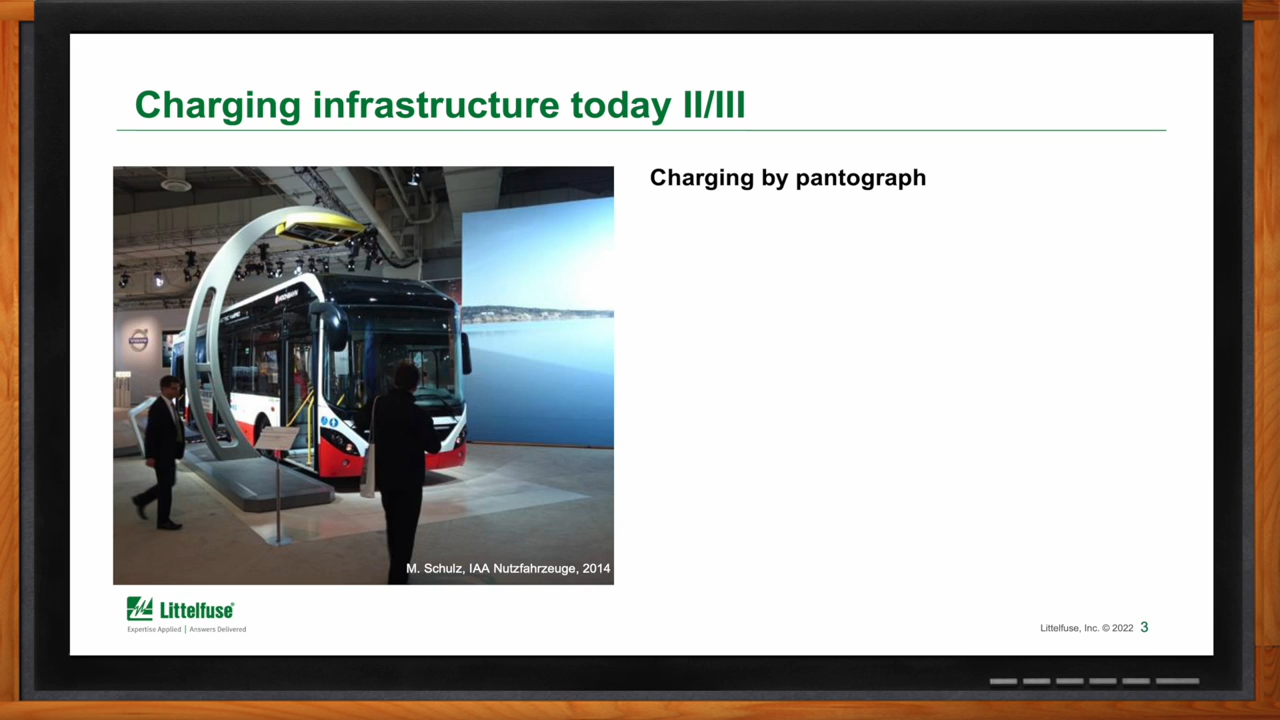 Charging infrastructure today II/III
Charging by pantograph
VOLVO
M. Schulz, IAA Nutzfahrzeuge, 2014
Littelfuse®
Expertise Applied | Answers Delivered
Littelfuse, Inc. © 2022 3